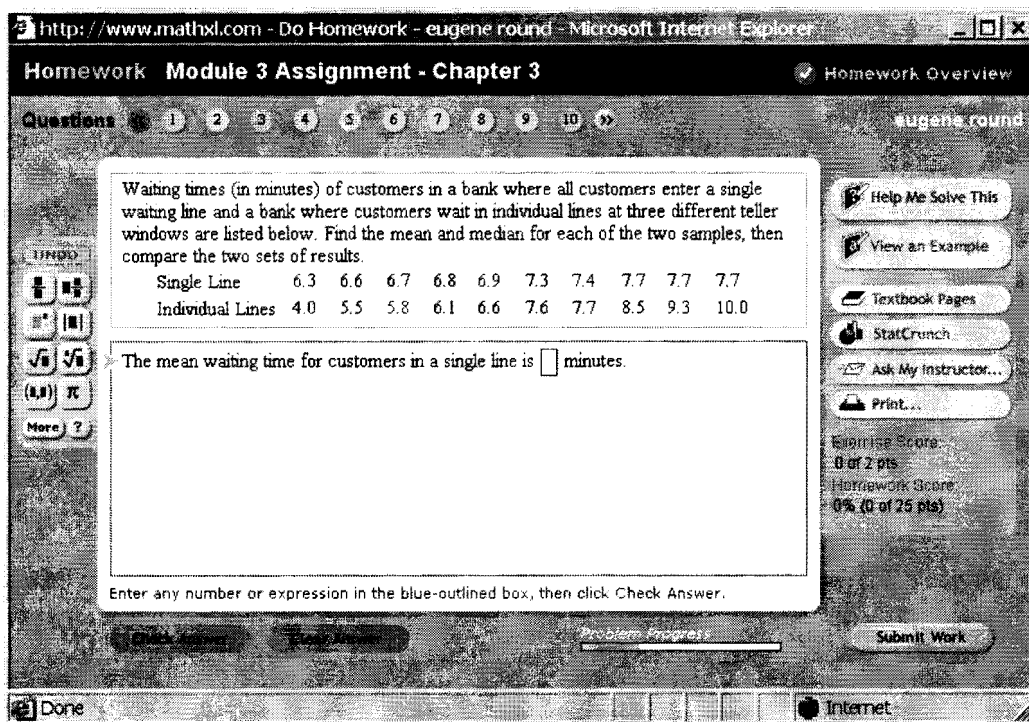 http://www.mathxl.com - Do Homework - eugene round - Microsoft Internet Explorer
Homework Module 3 Assignment - Chapter 3
Homework Overview
Questions 1 2 3 4 5 6 7 8 9 10
eugene round
Waiting times (in minutes) of customers in a bank where all customers enter a single
waiting line and a bank where customers wait in individual lines at three different teller
windows are listed below. Find the mean and median for each of the two samples, then
compare the two sets of results.
Single Line 6.3 6.6 6.7 6.8 6.9 7.3 7.4 7.7 7.7 7.7
Individual Lines 4.0 5.5 5.8 6.1 6.6 7.6 7.7 8.5 9.3 10.0
The mean waiting time for customers in a single line is minutes.
Enter any number or expression in the blue-outlined box, then click Check Answer.
UNDO
(▮,▮) π
More ?
Help Me Solve This
View an Example
Textbook Pages
StatCrunch
Ask My Instructor...
Print...
Exercise Score:
0 of 2 pts
Homework Score:
0% (0 of 25 pts)
Check Answer
Clear Answer
Problem Progress
Submit Work
Done
Internet